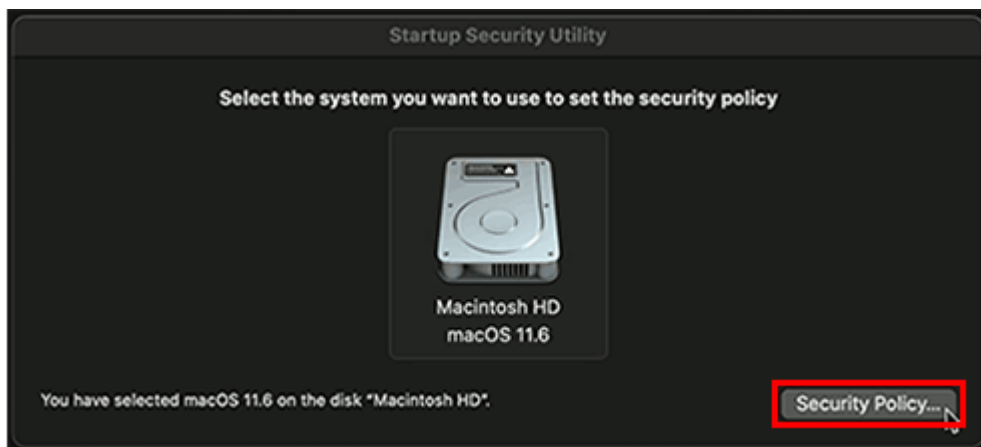 Startup Security Utility
Select the system you want to use to set the security policy
Macintosh HD
macOS 11.6
You have selected macOS 11.6 on the disk “Macintosh HD”.
Security Policy...